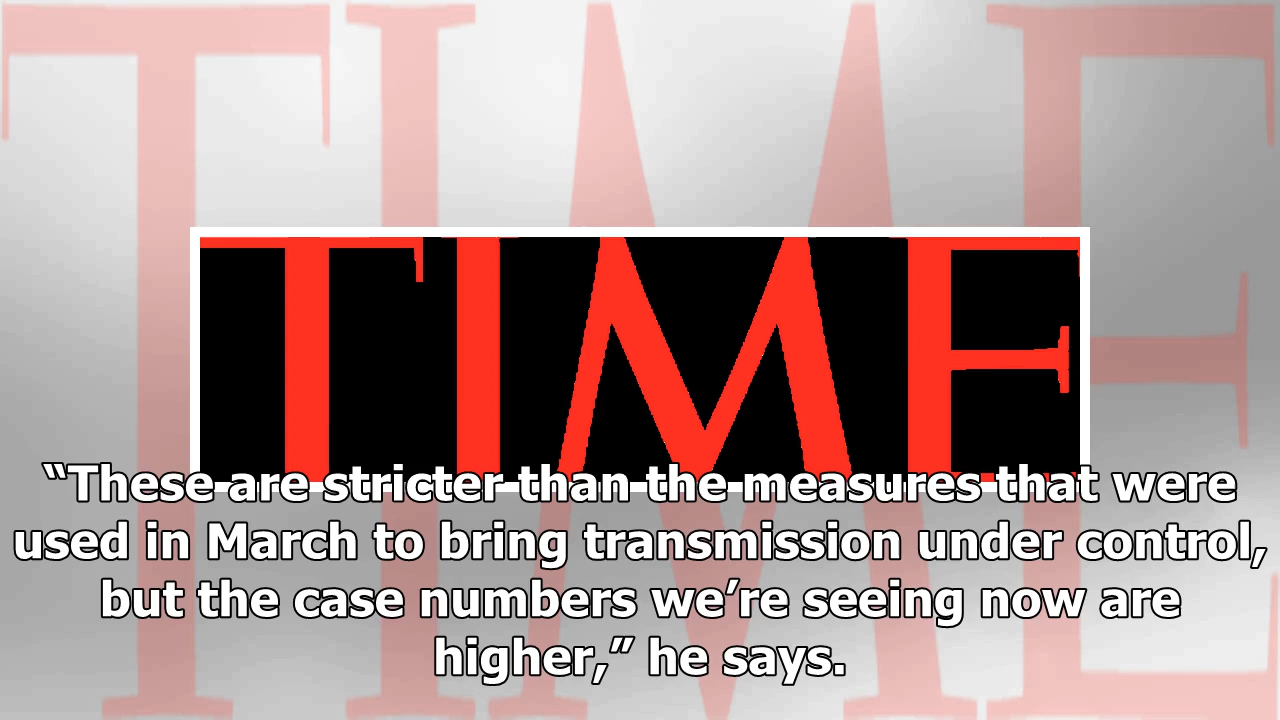 TIME
TIME
“These are stricter than the measures that were
used in March to bring transmission under control,
but the case numbers we’re seeing now are
higher,” he says.